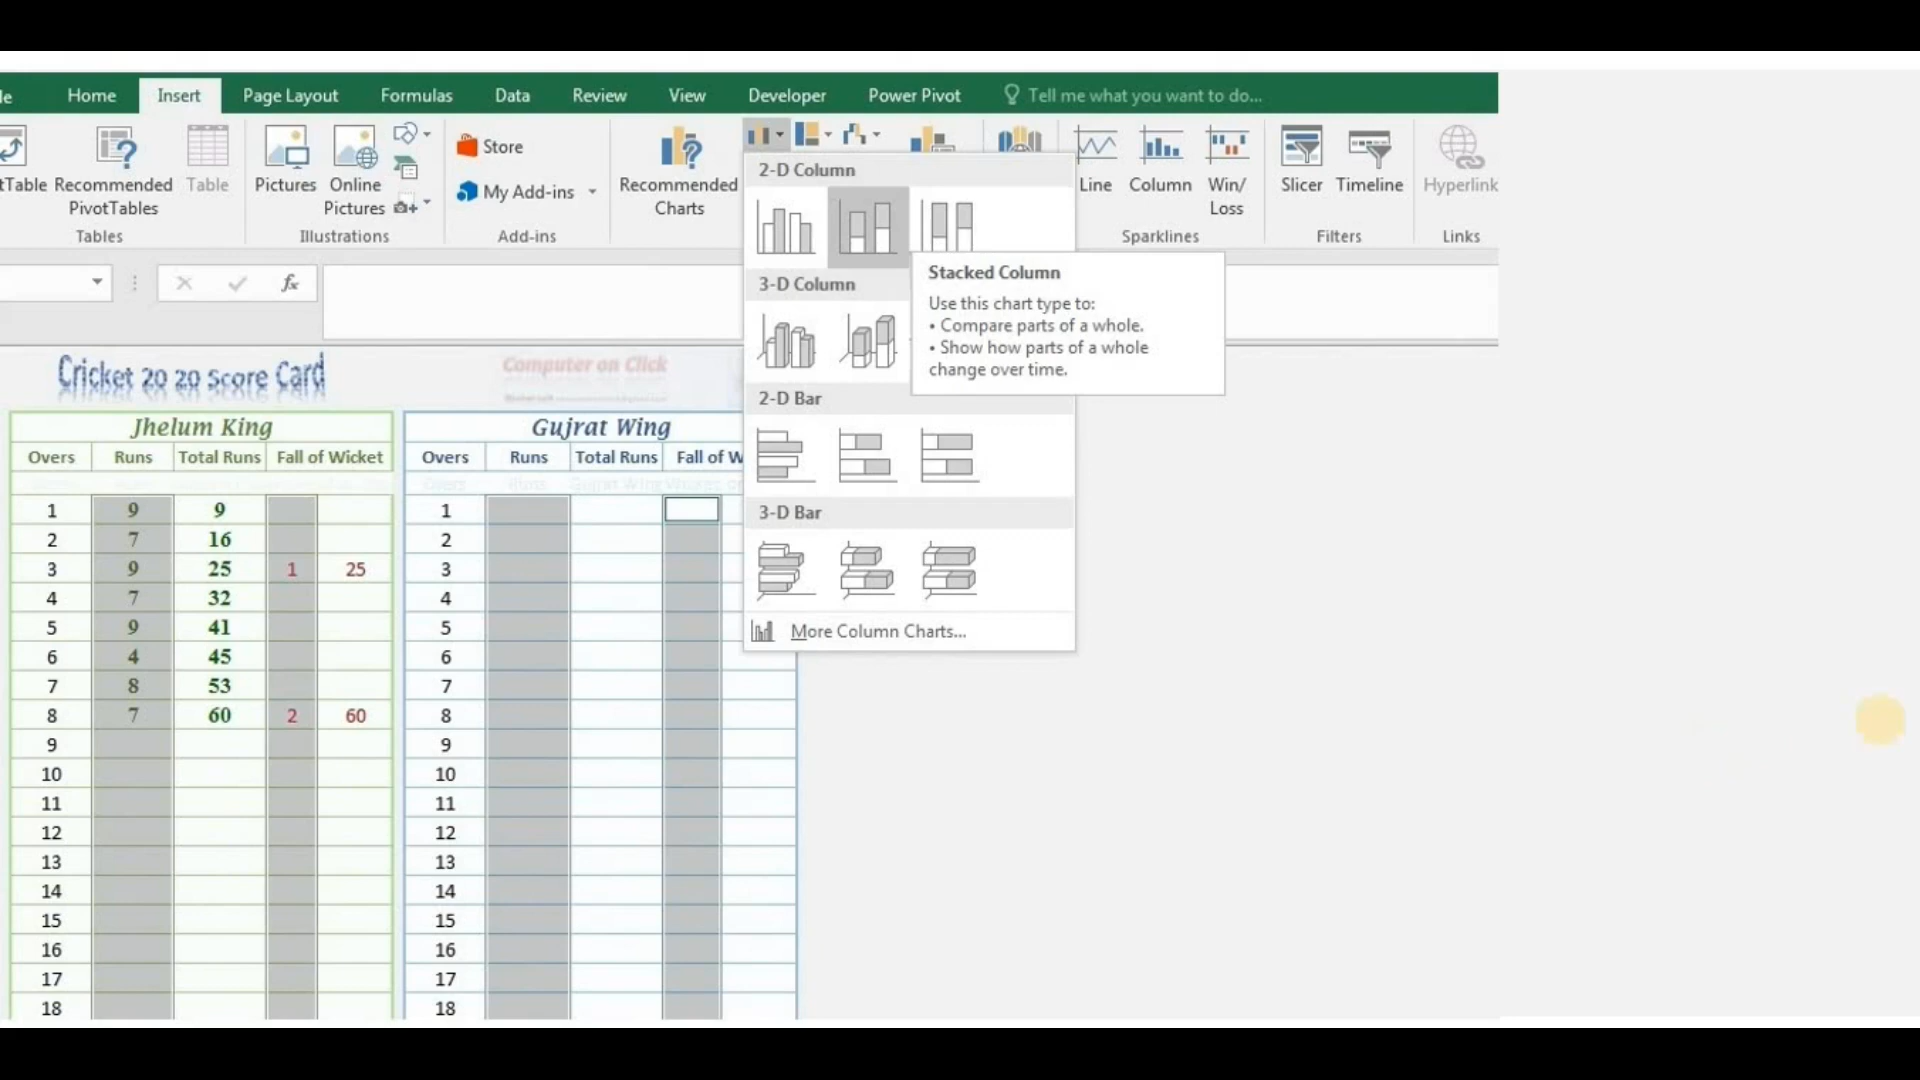 le Home Insert Page Layout Formulas Data Review View Developer Power Pivot Tell me what you want to do...
tTable Recommended PivotTables Table
Pictures Online Pictures
Store
My Add-ins
Recommended Charts
Line Column Win/ Loss
Slicer Timeline
Hyperlink
Tables Illustrations Add-ins Sparklines Filters Links
fx
2-D Column
3-D Column
2-D Bar
3-D Bar
More Column Charts...
Stacked Column
Use this chart type to:
• Compare parts of a whole.
• Show how parts of a whole
change over time.
Cricket 20 20 Score Card
Computer on Click
Jhelum King
Overs Runs Total Runs Fall of Wicket
1 9 9
2 7 16
3 9 25 1 25
4 7 32
5 9 41
6 4 45
7 8 53
8 7 60 2 60
9
10
11
12
13
14
15
16
17
18
Gujrat Wing
Overs Runs Total Runs Fall of W
Overs Runs Gujrat Wing
1
2
3
4
5
6
7
8
9
10
11
12
13
14
15
16
17
18